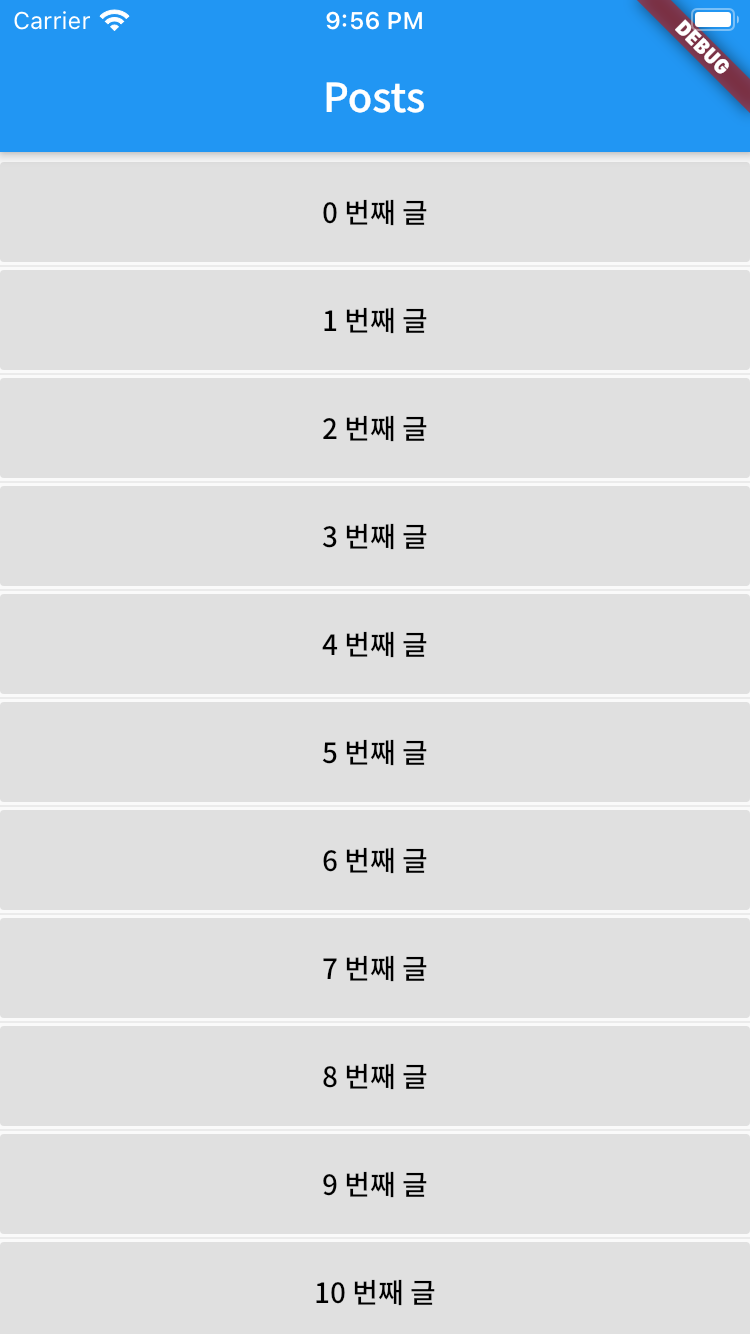 Carrier 9:56 PM
DEBUG
Posts
0 번째 글
1 번째 글
2 번째 글
3 번째 글
4 번째 글
5 번째 글
6 번째 글
7 번째 글
8 번째 글
9 번째 글
10 번째 글